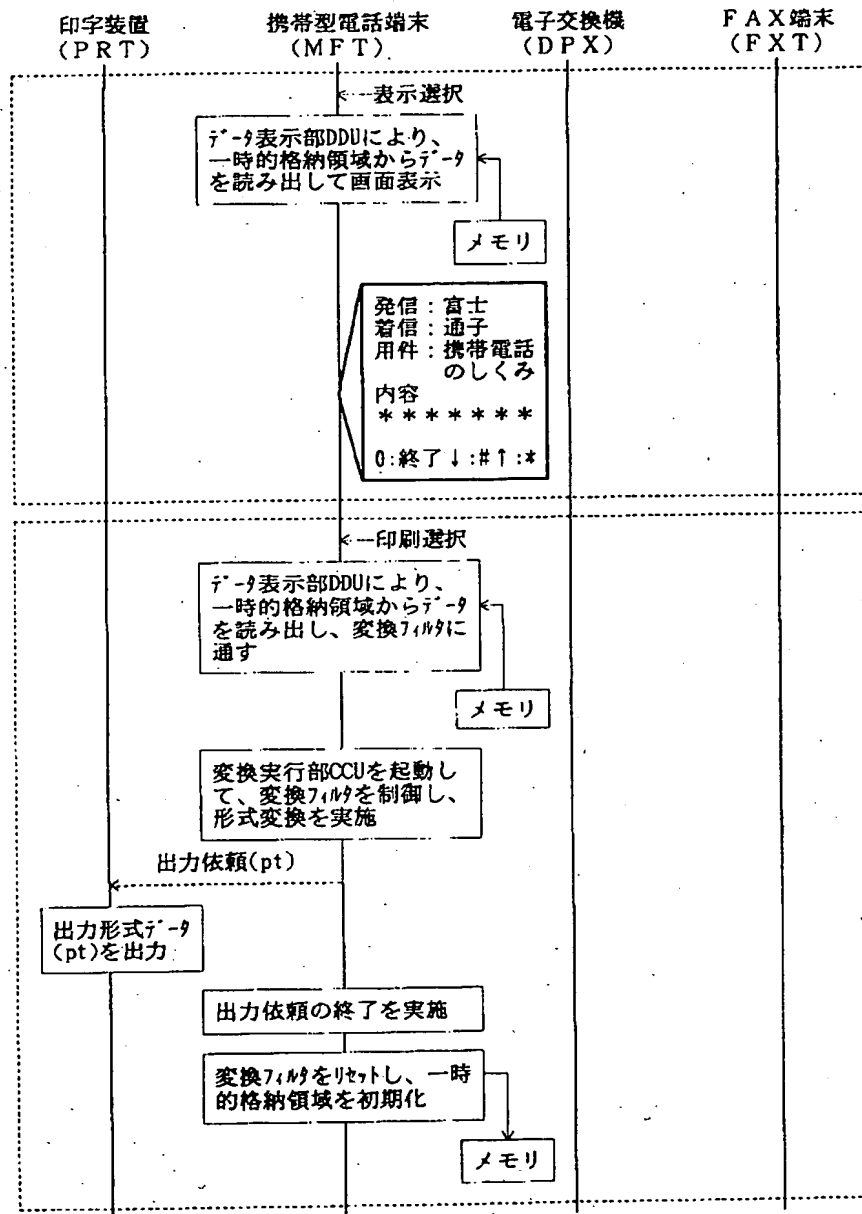 印字装置 携帯型電話端末 電子交換機 ＦＡＸ端末
(ＰＲＴ) (ＭＦＴ) (ＤＰＸ) (ＦＸＴ)
表示選択
ﾃﾞｰﾀ表示部DDUにより、
一時的格納領域からﾃﾞｰﾀ
を読み出して画面表示
メモリ
発信：富士
着信：通子
用件：携帯電話
のしくみ
内容
＊＊＊＊＊＊＊
0:終了↓:#↑:*
印刷選択
ﾃﾞｰﾀ表示部DDUにより、
一時的格納領域からﾃﾞｰﾀ
を読み出し、変換ﾌｨﾙﾀに
通す
メモリ
変換実行部CCUを起動し
て、変換ﾌｨﾙﾀを制御し、
形式変換を実施
出力依頼(pt)
出力形式ﾃﾞｰﾀ
(pt)を出力
出力依頼の終了を実施
変換ﾌｨﾙﾀをﾘｾｯﾄし、一時
的格納領域を初期化
メモリ